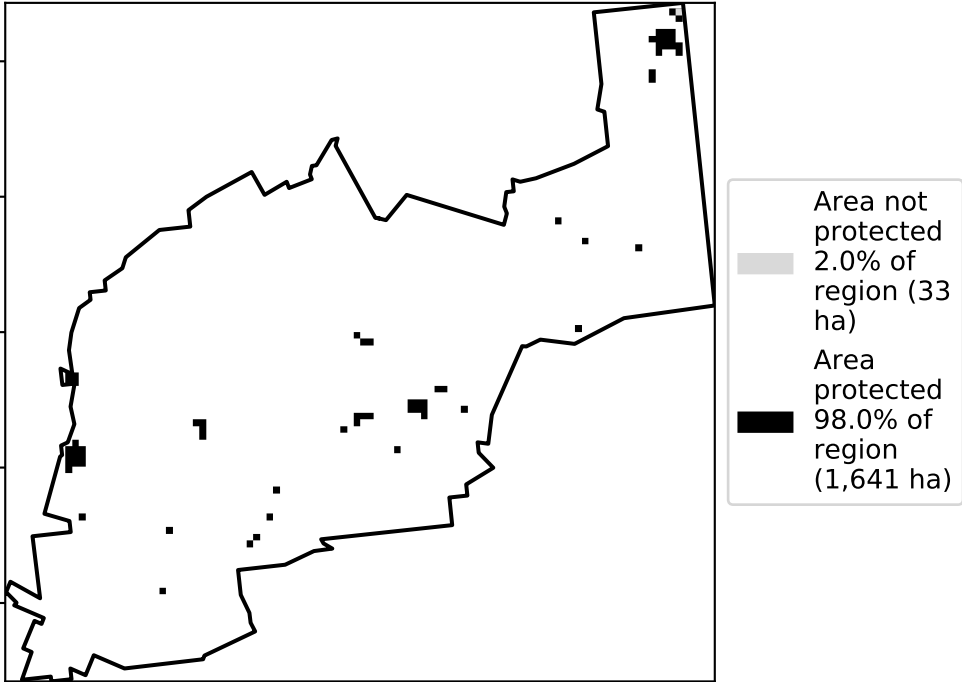 Area not
protected
2.0% of
region (33
ha)
Area
protected
98.0% of
region
(1,641 ha)